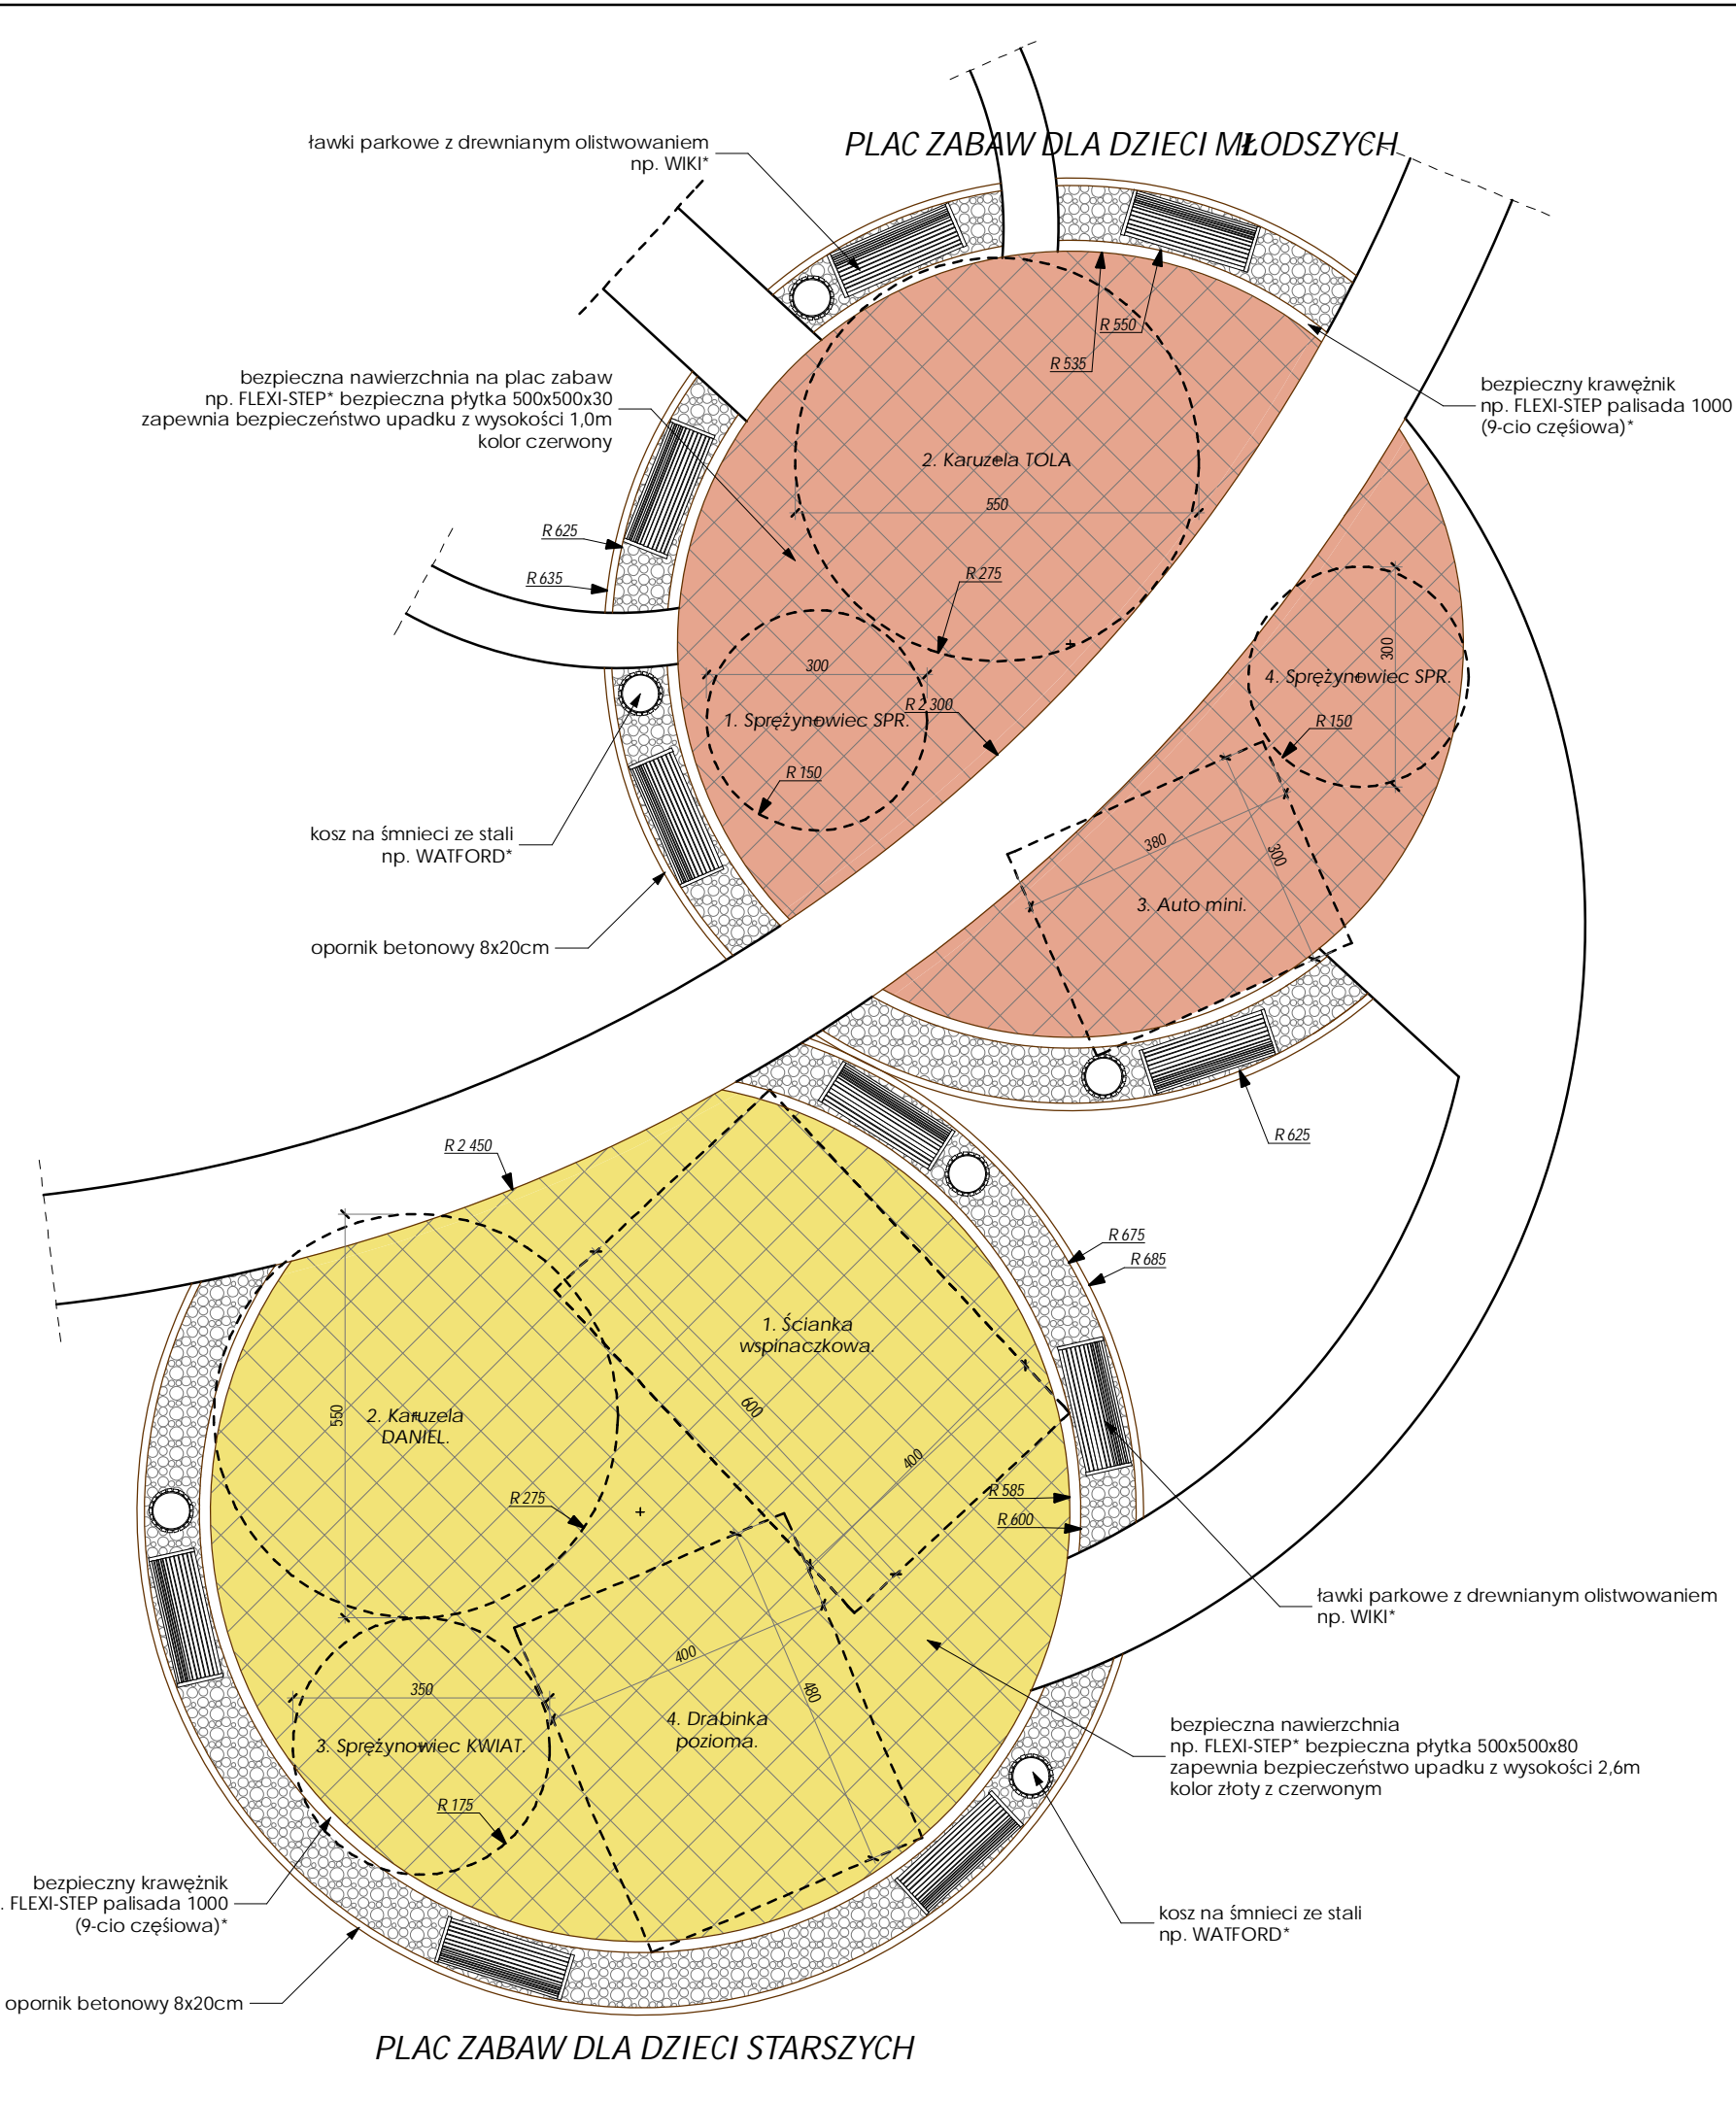 PLAC ZABAW DLA DZIECI MŁODSZYCH
ławki parkowe z drewnianym olistwowaniem
np. WIKI*
R 550
R 535
bezpieczna nawierzchnia na plac zabaw
np. FLEXI-STEP* bezpieczna płytka 500x500x30
zapewnia bezpieczeństwo upadku z wysokości 1,0m
kolor czerwony
bezpieczny krawężnik
np. FLEXI-STEP palisada 1000
(9-cio częśiowa)*
2. Karuzela TOLA
550
R 625
R 635
R 275
300
1. Sprężynowiec SPR.
R 2 300
R 150
300
4. Sprężynowiec SPR.
R 150
380
300
3. Auto mini.
kosz na śmnieci ze stali
np. WATFORD*
opornik betonowy 8x20cm
R 625
R 2 450
R 675
R 685
1. Ścianka
wspinaczkowa.
600
400
550
2. Karuzela
DANIEL.
R 275
R 585
R 600
ławki parkowe z drewnianym olistwowaniem
np. WIKI*
400
480
350
4. Drabinka
pozioma.
3. Sprężynowiec KWIAT.
R 175
bezpieczna nawierzchnia
np. FLEXI-STEP* bezpieczna płytka 500x500x80
zapewnia bezpieczeństwo upadku z wysokości 2,6m
kolor złoty z czerwonym
bezpieczny krawężnik
. FLEXI-STEP palisada 1000
(9-cio częśiowa)*
kosz na śmnieci ze stali
np. WATFORD*
opornik betonowy 8x20cm
PLAC ZABAW DLA DZIECI STARSZYCH